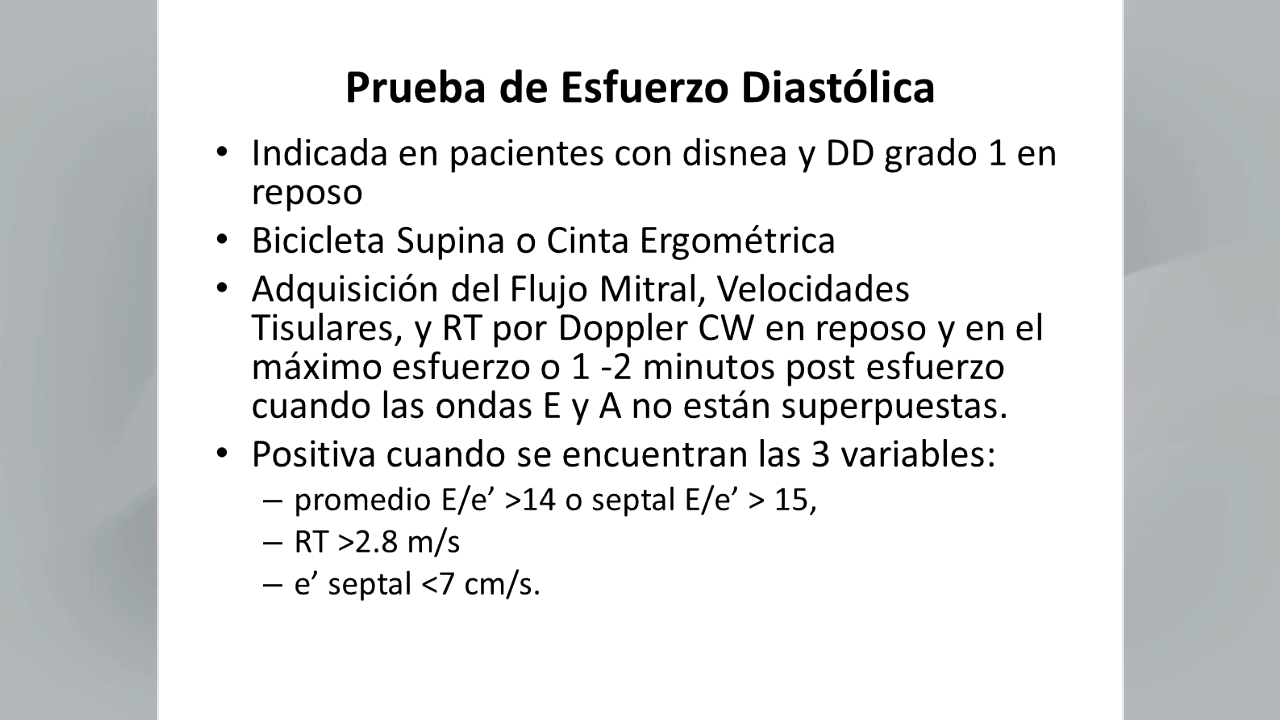 Prueba de Esfuerzo Diastólica
• Indicada en pacientes con disnea y DD grado 1 en
reposo
• Bicicleta Supina o Cinta Ergométrica
• Adquisición del Flujo Mitral, Velocidades
Tisulares, y RT por Doppler CW en reposo y en el
máximo esfuerzo o 1 -2 minutos post esfuerzo
cuando las ondas E y A no están superpuestas.
• Positiva cuando se encuentran las 3 variables:
– promedio E/e’ >14 o septal E/e’ > 15,
– RT >2.8 m/s
– e’ septal <7 cm/s.